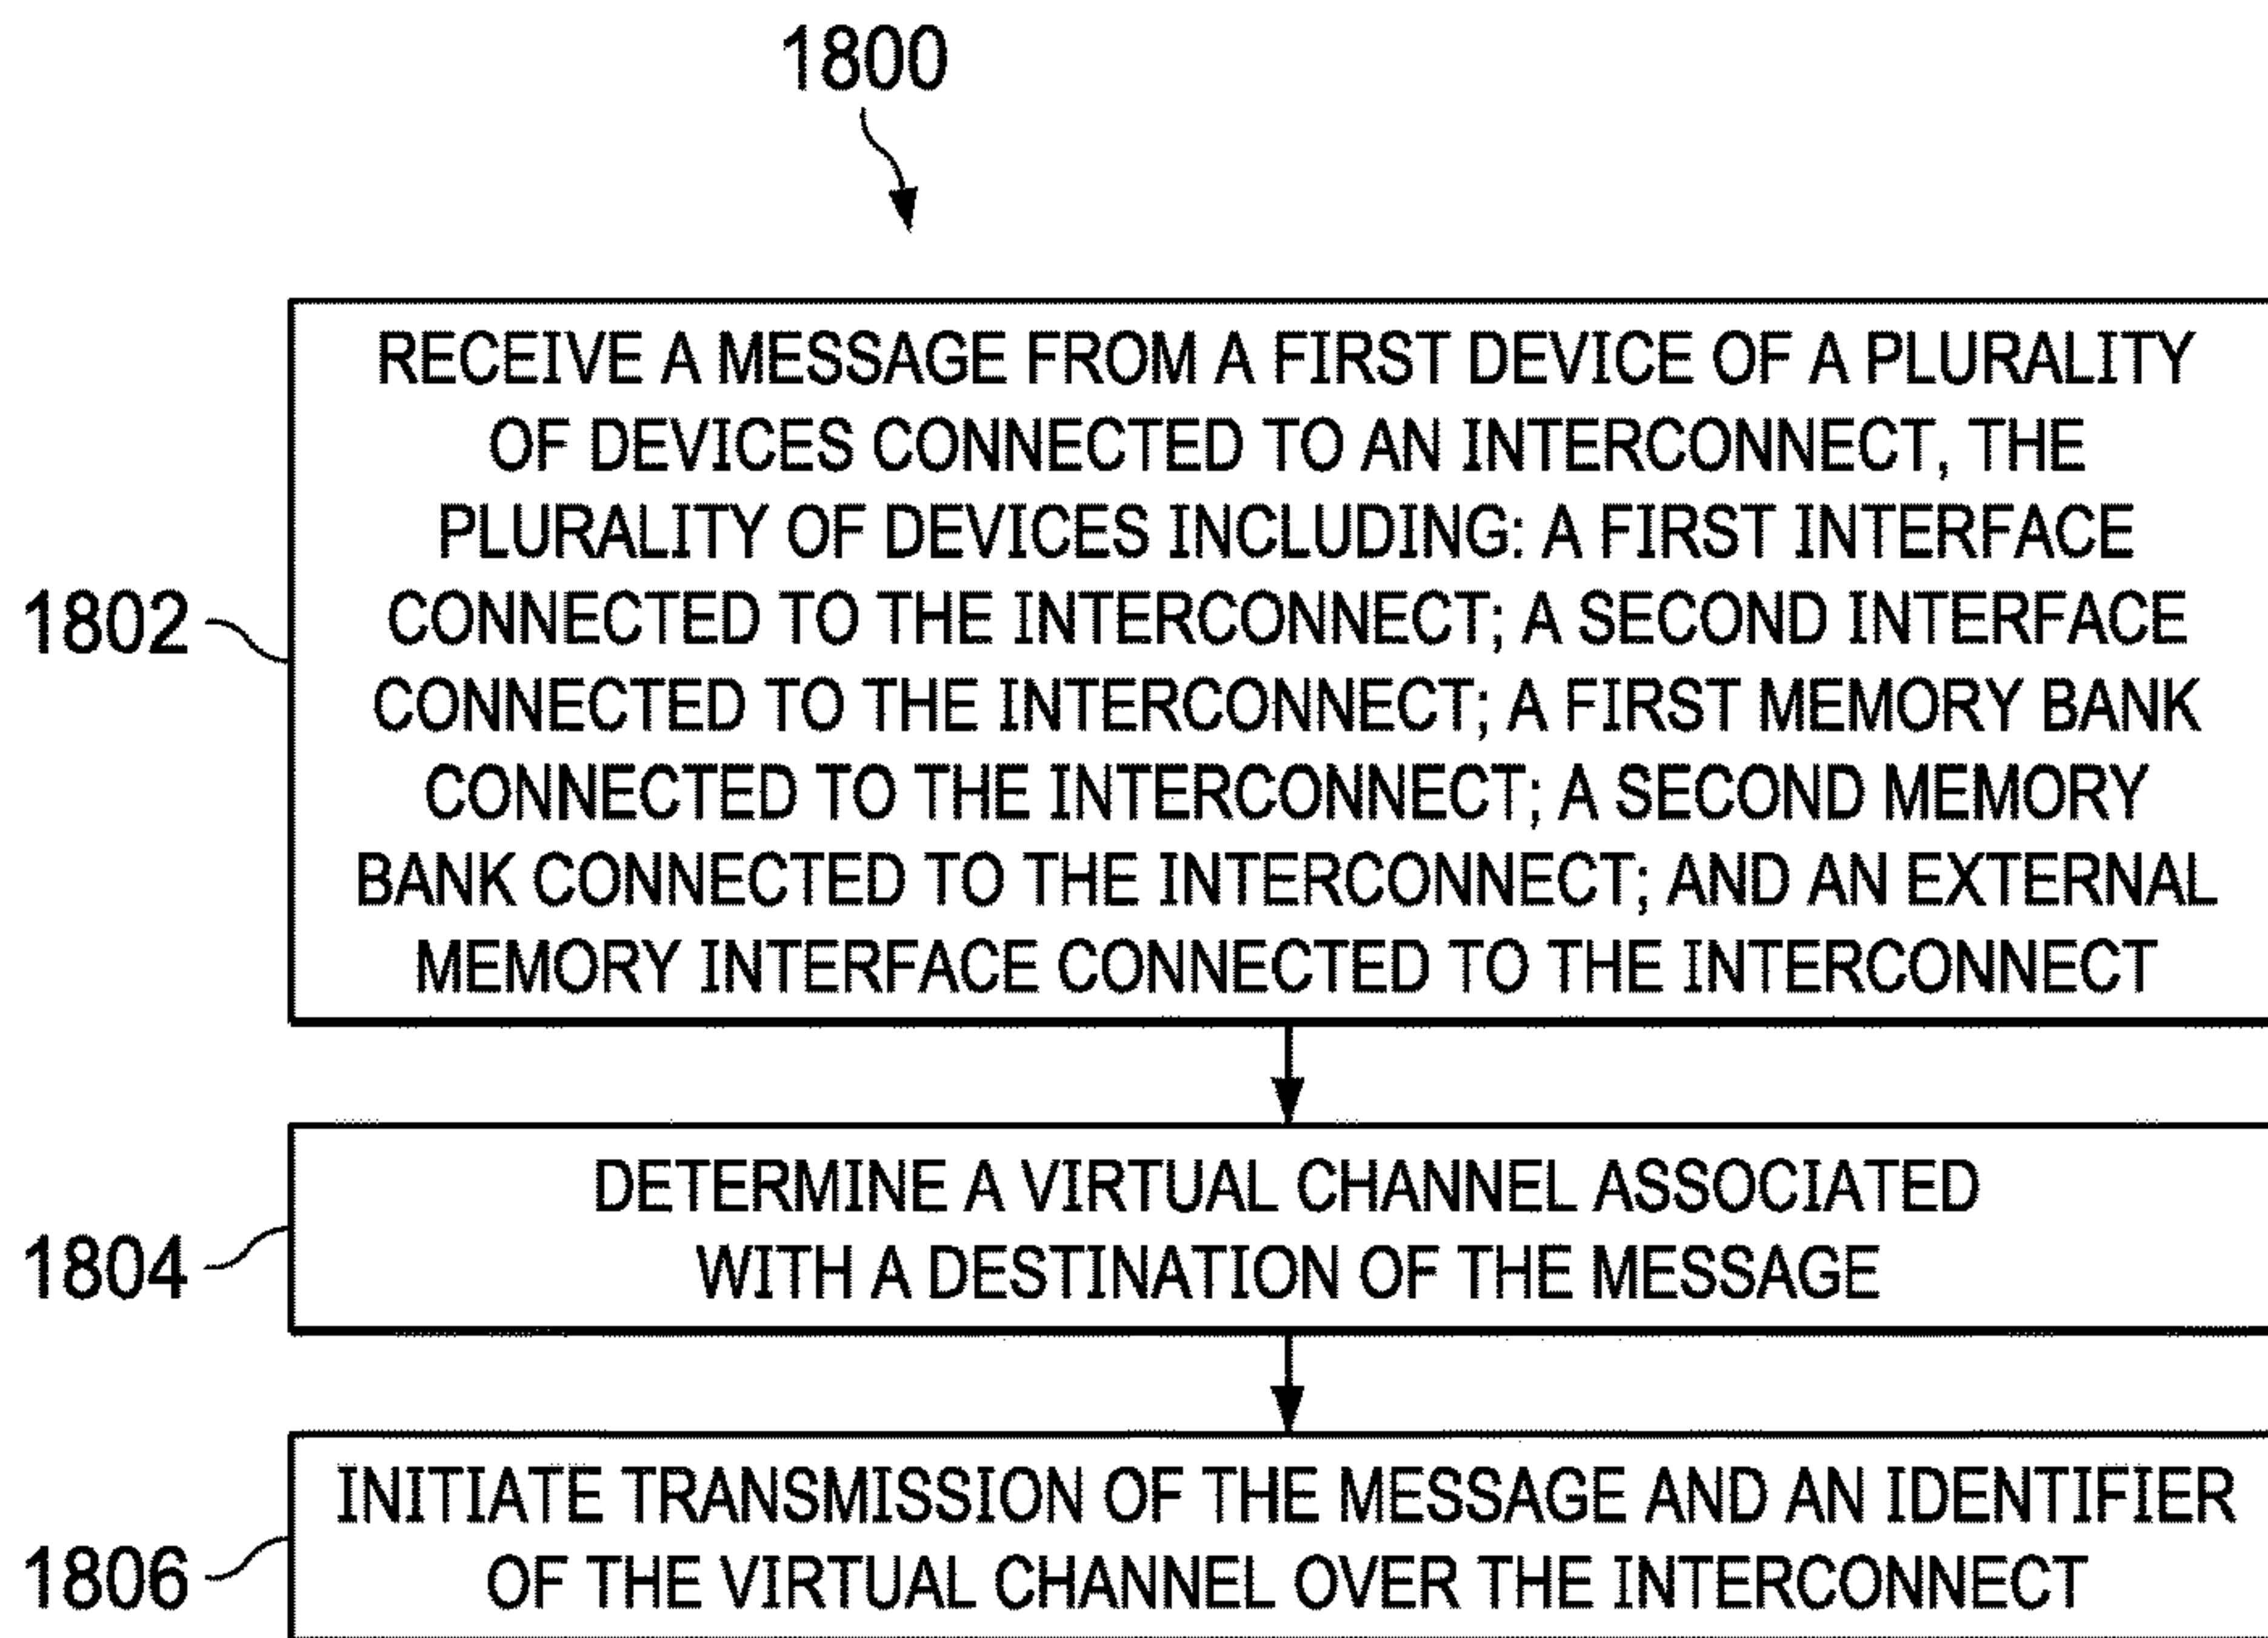 1800
RECEIVE A MESSAGE FROM A FIRST DEVICE OF A PLURALITY
OF DEVICES CONNECTED TO AN INTERCONNECT, THE
PLURALITY OF DEVICES INCLUDING: A FIRST INTERFACE
CONNECTED TO THE INTERCONNECT; A SECOND INTERFACE
CONNECTED TO THE INTERCONNECT; A FIRST MEMORY BANK
CONNECTED TO THE INTERCONNECT; A SECOND MEMORY
BANK CONNECTED TO THE INTERCONNECT; AND AN EXTERNAL
MEMORY INTERFACE CONNECTED TO THE INTERCONNECT
1802
DETERMINE A VIRTUAL CHANNEL ASSOCIATED
WITH A DESTINATION OF THE MESSAGE
1804
INITIATE TRANSMISSION OF THE MESSAGE AND AN IDENTIFIER
OF THE VIRTUAL CHANNEL OVER THE INTERCONNECT
1806